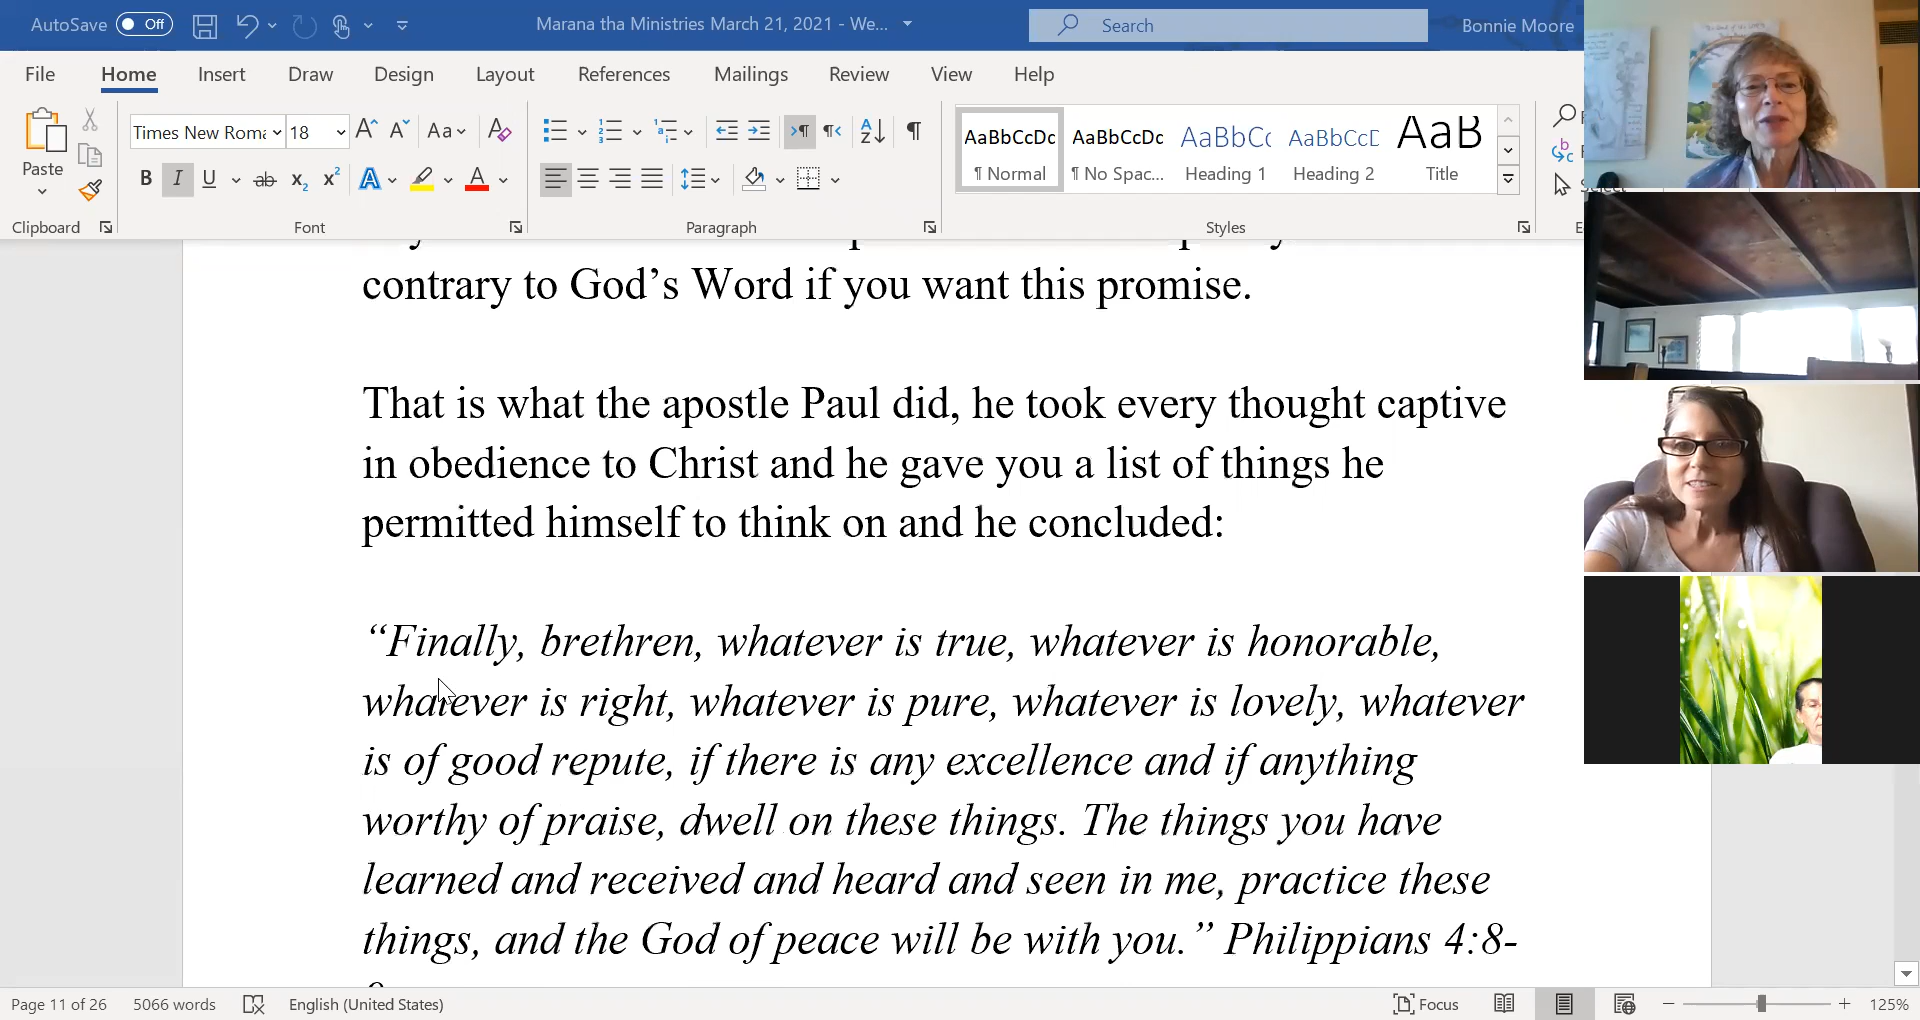 AutoSave Off
Marana tha Ministries March 21, 2021 - We...
Search
Bonnie Moore
File Home Insert Draw Design Layout References Mailings Review View Help
Times New Roma 18
Aa
Paste
B I U ab x2 x2 A A
AaBbCcDc AaBbCcDc AaBbCc AaBbCcD AaB
¶ Normal ¶ No Spac... Heading 1 Heading 2 Title
Clipboard Font Paragraph Styles
contrary to God’s Word if you want this promise.
That is what the apostle Paul did, he took every thought captive
in obedience to Christ and he gave you a list of things he
permitted himself to think on and he concluded:
“Finally, brethren, whatever is true, whatever is honorable,
whatever is right, whatever is pure, whatever is lovely, whatever
is of good repute, if there is any excellence and if anything
worthy of praise, dwell on these things. The things you have
learned and received and heard and seen in me, practice these
things, and the God of peace will be with you.” Philippians 4:8-
Page 11 of 26 5066 words English (United States) Focus 125%